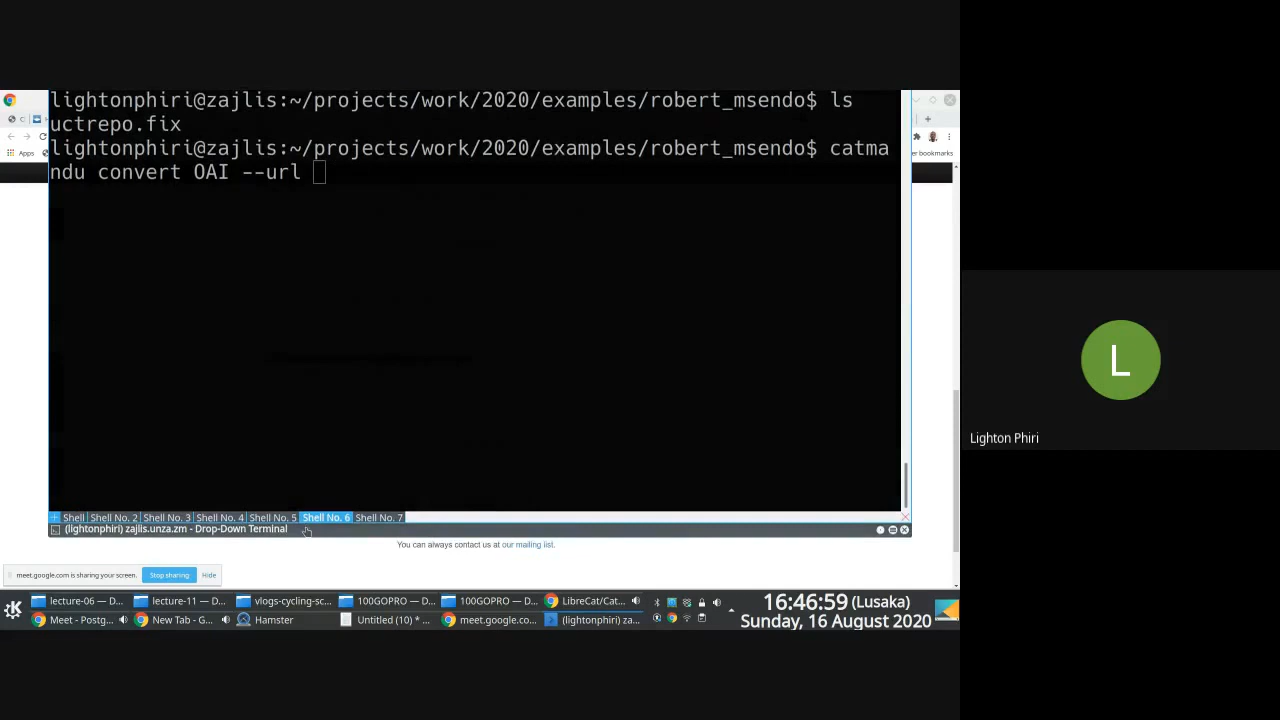 lightonphiri@zajlis:~/projects/work/2020/examples/robert_msendo$ ls
uctrepo.fix
lightonphiri@zajlis:~/projects/work/2020/examples/robert_msendo$ catma
ndu convert OAI --url
Apps
er bookmarks
Shell
Shell No. 2
Shell No. 3
Shell No. 4
Shell No. 5
Shell No. 6
Shell No. 7
(lightonphiri) zajlis.unza.zm - Drop-Down Terminal
You can always contact us at our mailing list.
meet.google.com is sharing your screen.
Stop sharing
Hide
lecture-06 — D...
lecture-11 — D...
vlogs-cycling-sc...
100GOPRO — D...
100GOPRO — D...
LibreCat/Cat...
Meet - Postg...
New Tab - G...
Hamster
Untitled (10) * ...
meet.google.co...
(lightonphiri) za...
16:46:59 (Lusaka)
Sunday, 16 August 2020
L
Lighton Phiri